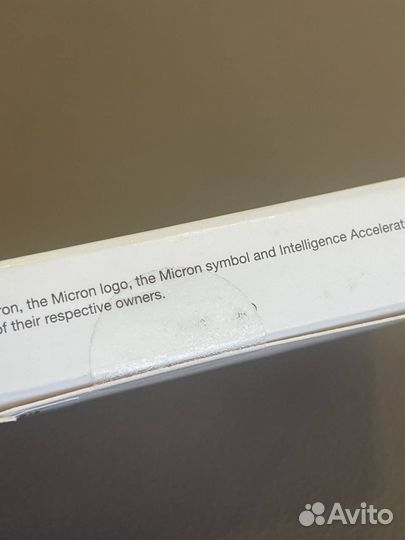 ron, the Micron logo, the Micron symbol and Intelligence Accelerat
of their respective owners.
Avito